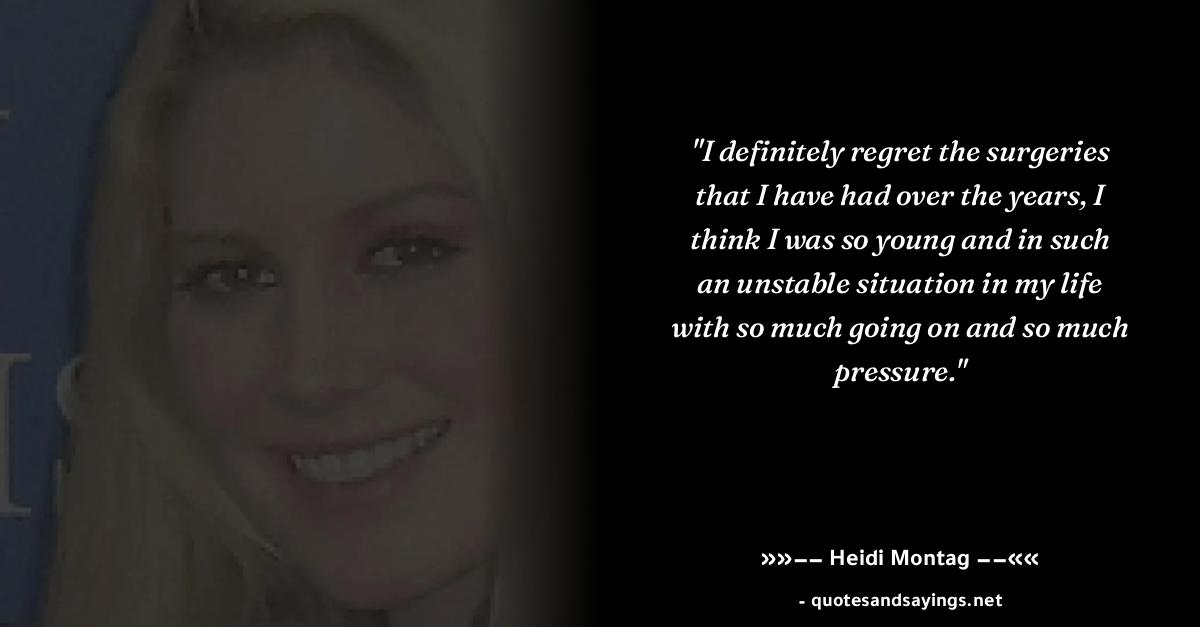 "I definitely regret the surgeries
that I have had over the years, I
think I was so young and in such
an unstable situation in my life
with so much going on and so much
pressure."
»»—— Heidi Montag ——««
- quotesandsayings.net